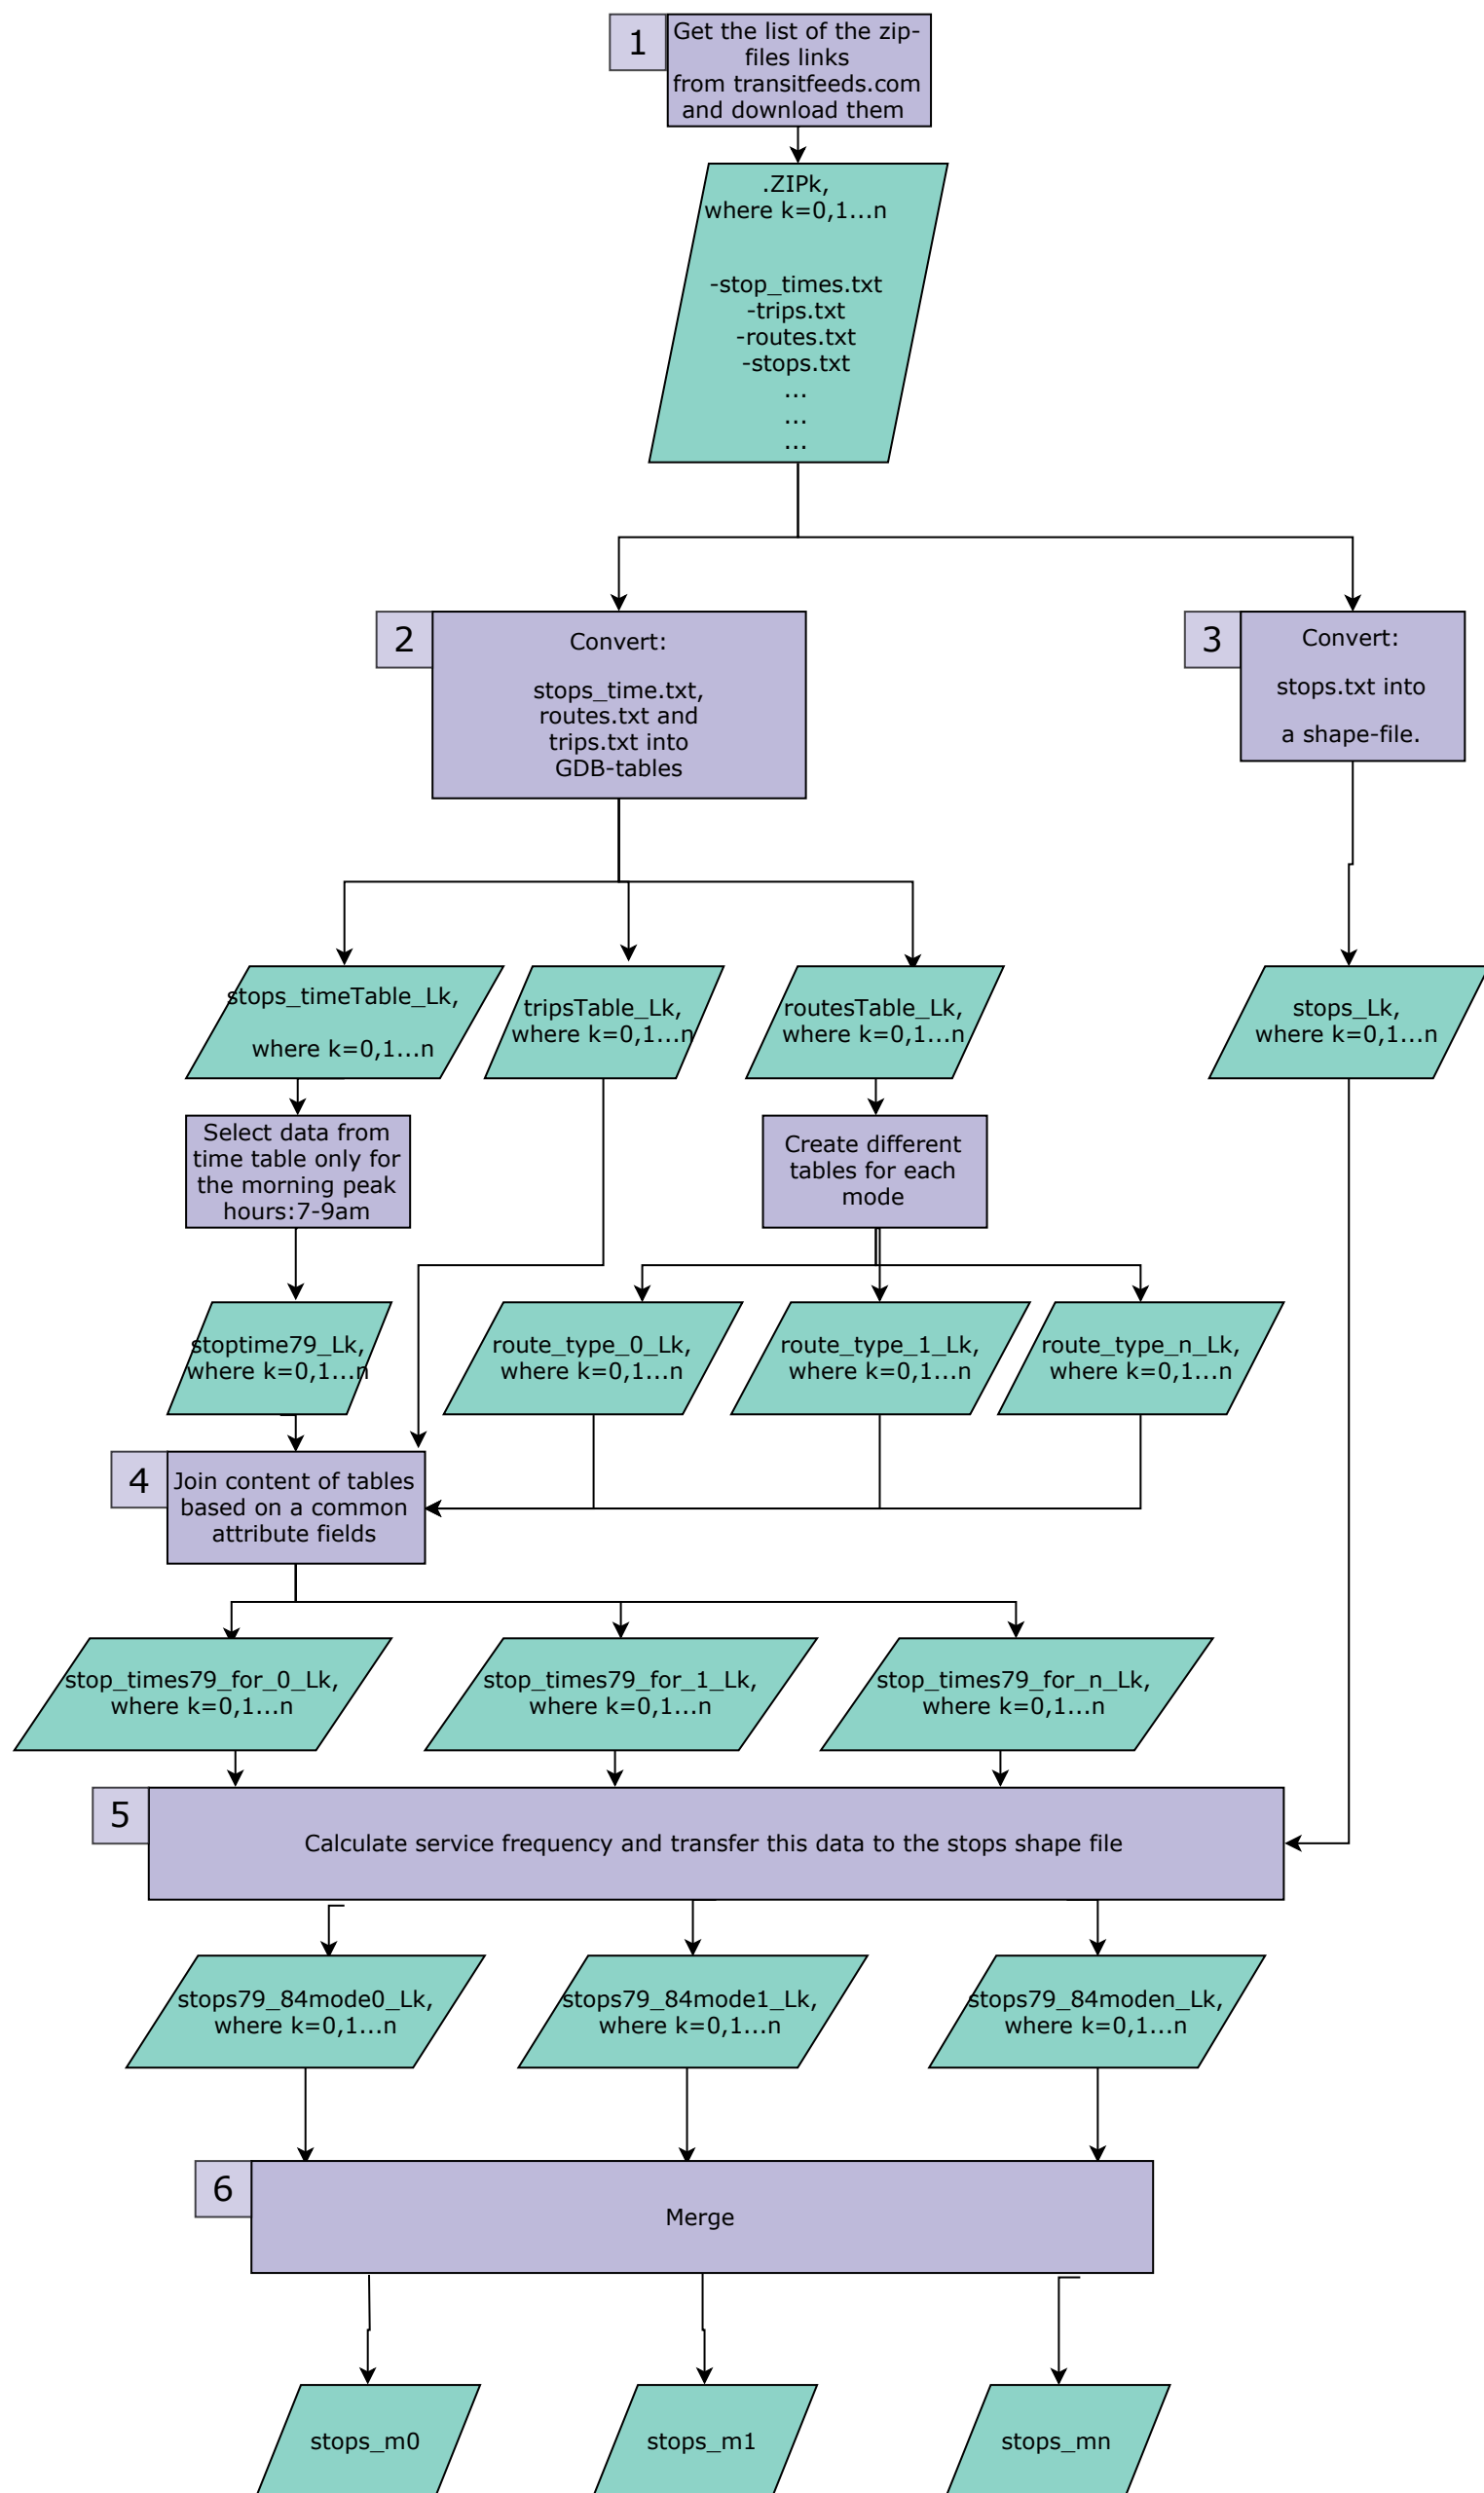 1
Get the list of the zip-
files links
from transitfeeds.com
and download them
.ZIPk,
where k=0,1...n
-stop_times.txt
-trips.txt
-routes.txt
-stops.txt
...
...
...
2
Convert:
stops_time.txt,
routes.txt and
trips.txt into
GDB-tables
3
Convert:
stops.txt into
a shape-file.
stops_timeTable_Lk,
where k=0,1...n
tripsTable_Lk,
where k=0,1...n
routesTable_Lk,
where k=0,1...n
stops_Lk,
where k=0,1...n
Select data from
time table only for
the morning peak
hours:7-9am
Create different
tables for each
mode
stoptime79_Lk,
where k=0,1...n
route_type_0_Lk,
where k=0,1...n
route_type_1_Lk,
where k=0,1...n
route_type_n_Lk,
where k=0,1...n
4
Join content of tables
based on a common
attribute fields
stop_times79_for_0_Lk,
where k=0,1...n
stop_times79_for_1_Lk,
where k=0,1...n
stop_times79_for_n_Lk,
where k=0,1...n
5
Calculate service frequency and transfer this data to the stops shape file
stops79_84mode0_Lk,
where k=0,1...n
stops79_84mode1_Lk,
where k=0,1...n
stops79_84moden_Lk,
where k=0,1...n
6
Merge
stops_m0
stops_m1
stops_mn